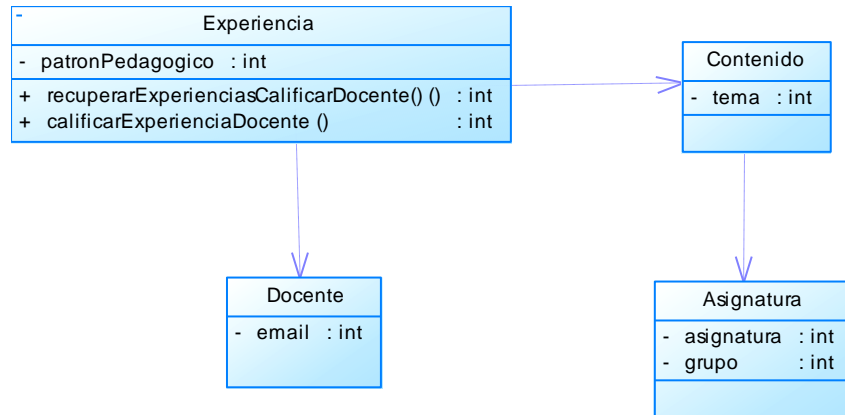 Experiencia
- patronPedagogico : int
+ recuperarExperienciasCalificarDocente() () : int
+ calificarExperienciaDocente () : int
Contenido
- tema : int
Docente
- email : int
Asignatura
- asignatura : int
- grupo : int